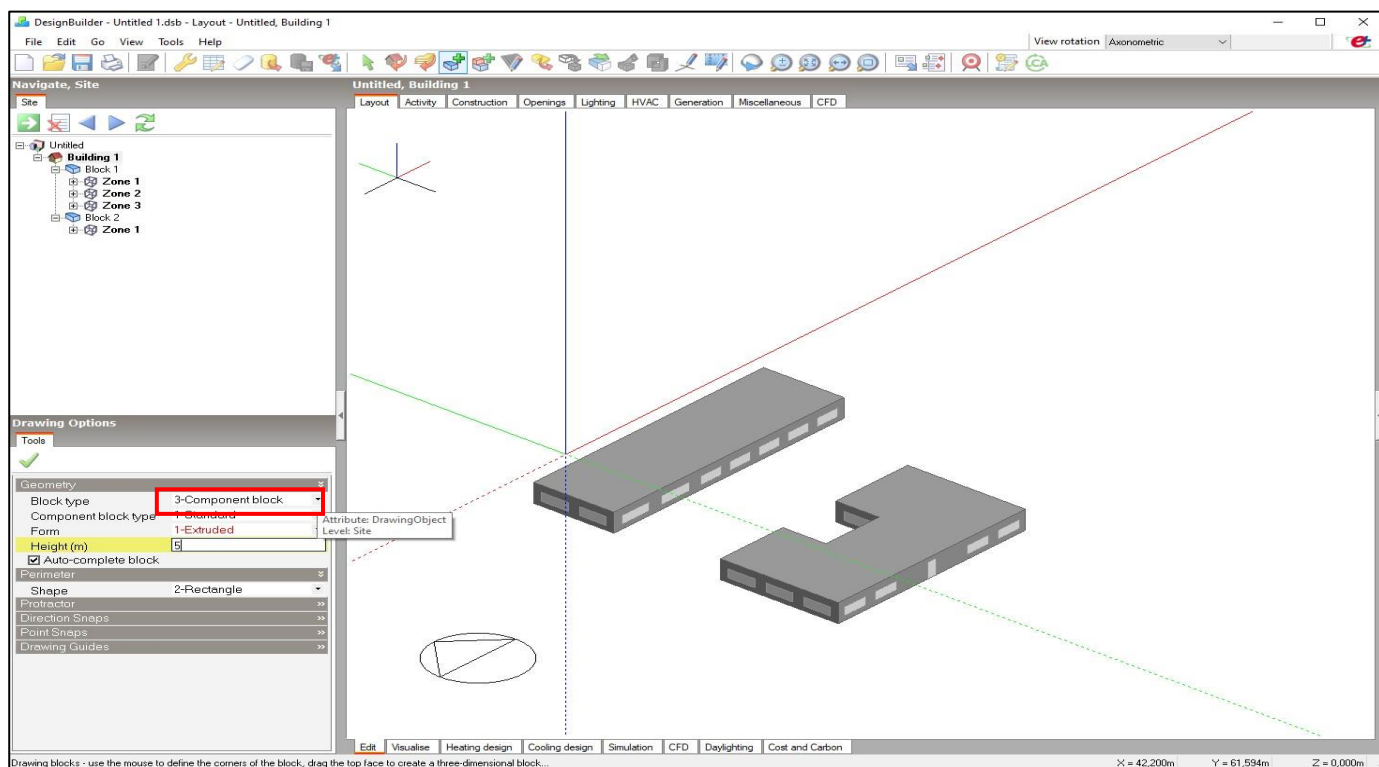 DesignBuilder - Untitled 1.dsb - Layout - Untitled, Building 1
File Edit Go View Tools Help
View rotation Axonometric
Navigate, Site
Untitled, Building 1
Site
Layout Activity Construction Openings Lighting HVAC Generation Miscellaneous CFD
Untitled
Building 1
Block 1
Zone 1
Zone 2
Zone 3
Block 2
Zone 1
Drawing Options
Tools
Geometry
Block type 3-Component block
Component block type 1-Standard
Attribute: DrawingObject
Form 1-Extruded
Level: Site
Height (m) 5
Auto-complete block
Perimeter
Shape 2-Rectangle
Protractor
Direction Snaps
Point Snaps
Drawing Guides
Edit Visualise Heating design Cooling design Simulation CFD Daylighting Cost and Carbon
Drawing blocks - use the mouse to define the corners of the block, drag the top face to create a three-dimensional block... X = 42,200m Y = 61,594m Z = 0,000m